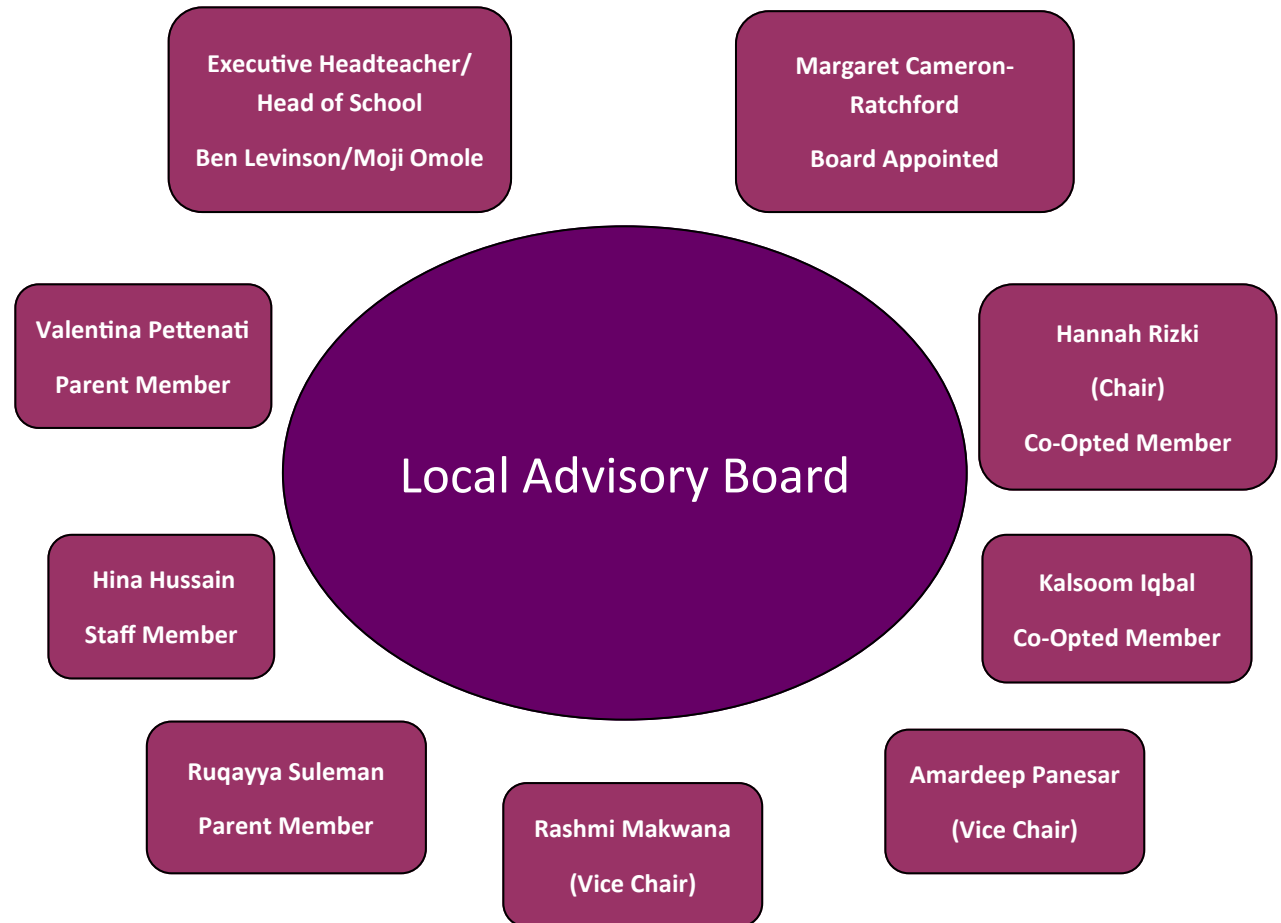 Executive Headteacher/
Head of School
Ben Levinson/Moji Omole
Margaret Cameron-
Ratchford
Board Appointed
Valentina Pettenati
Parent Member
Hannah Rizki
(Chair)
Co-Opted Member
Local Advisory Board
Hina Hussain
Staff Member
Kalsoom Iqbal
Co-Opted Member
Ruqayya Suleman
Parent Member
Rashmi Makwana
(Vice Chair)
Amardeep Panesar
(Vice Chair)